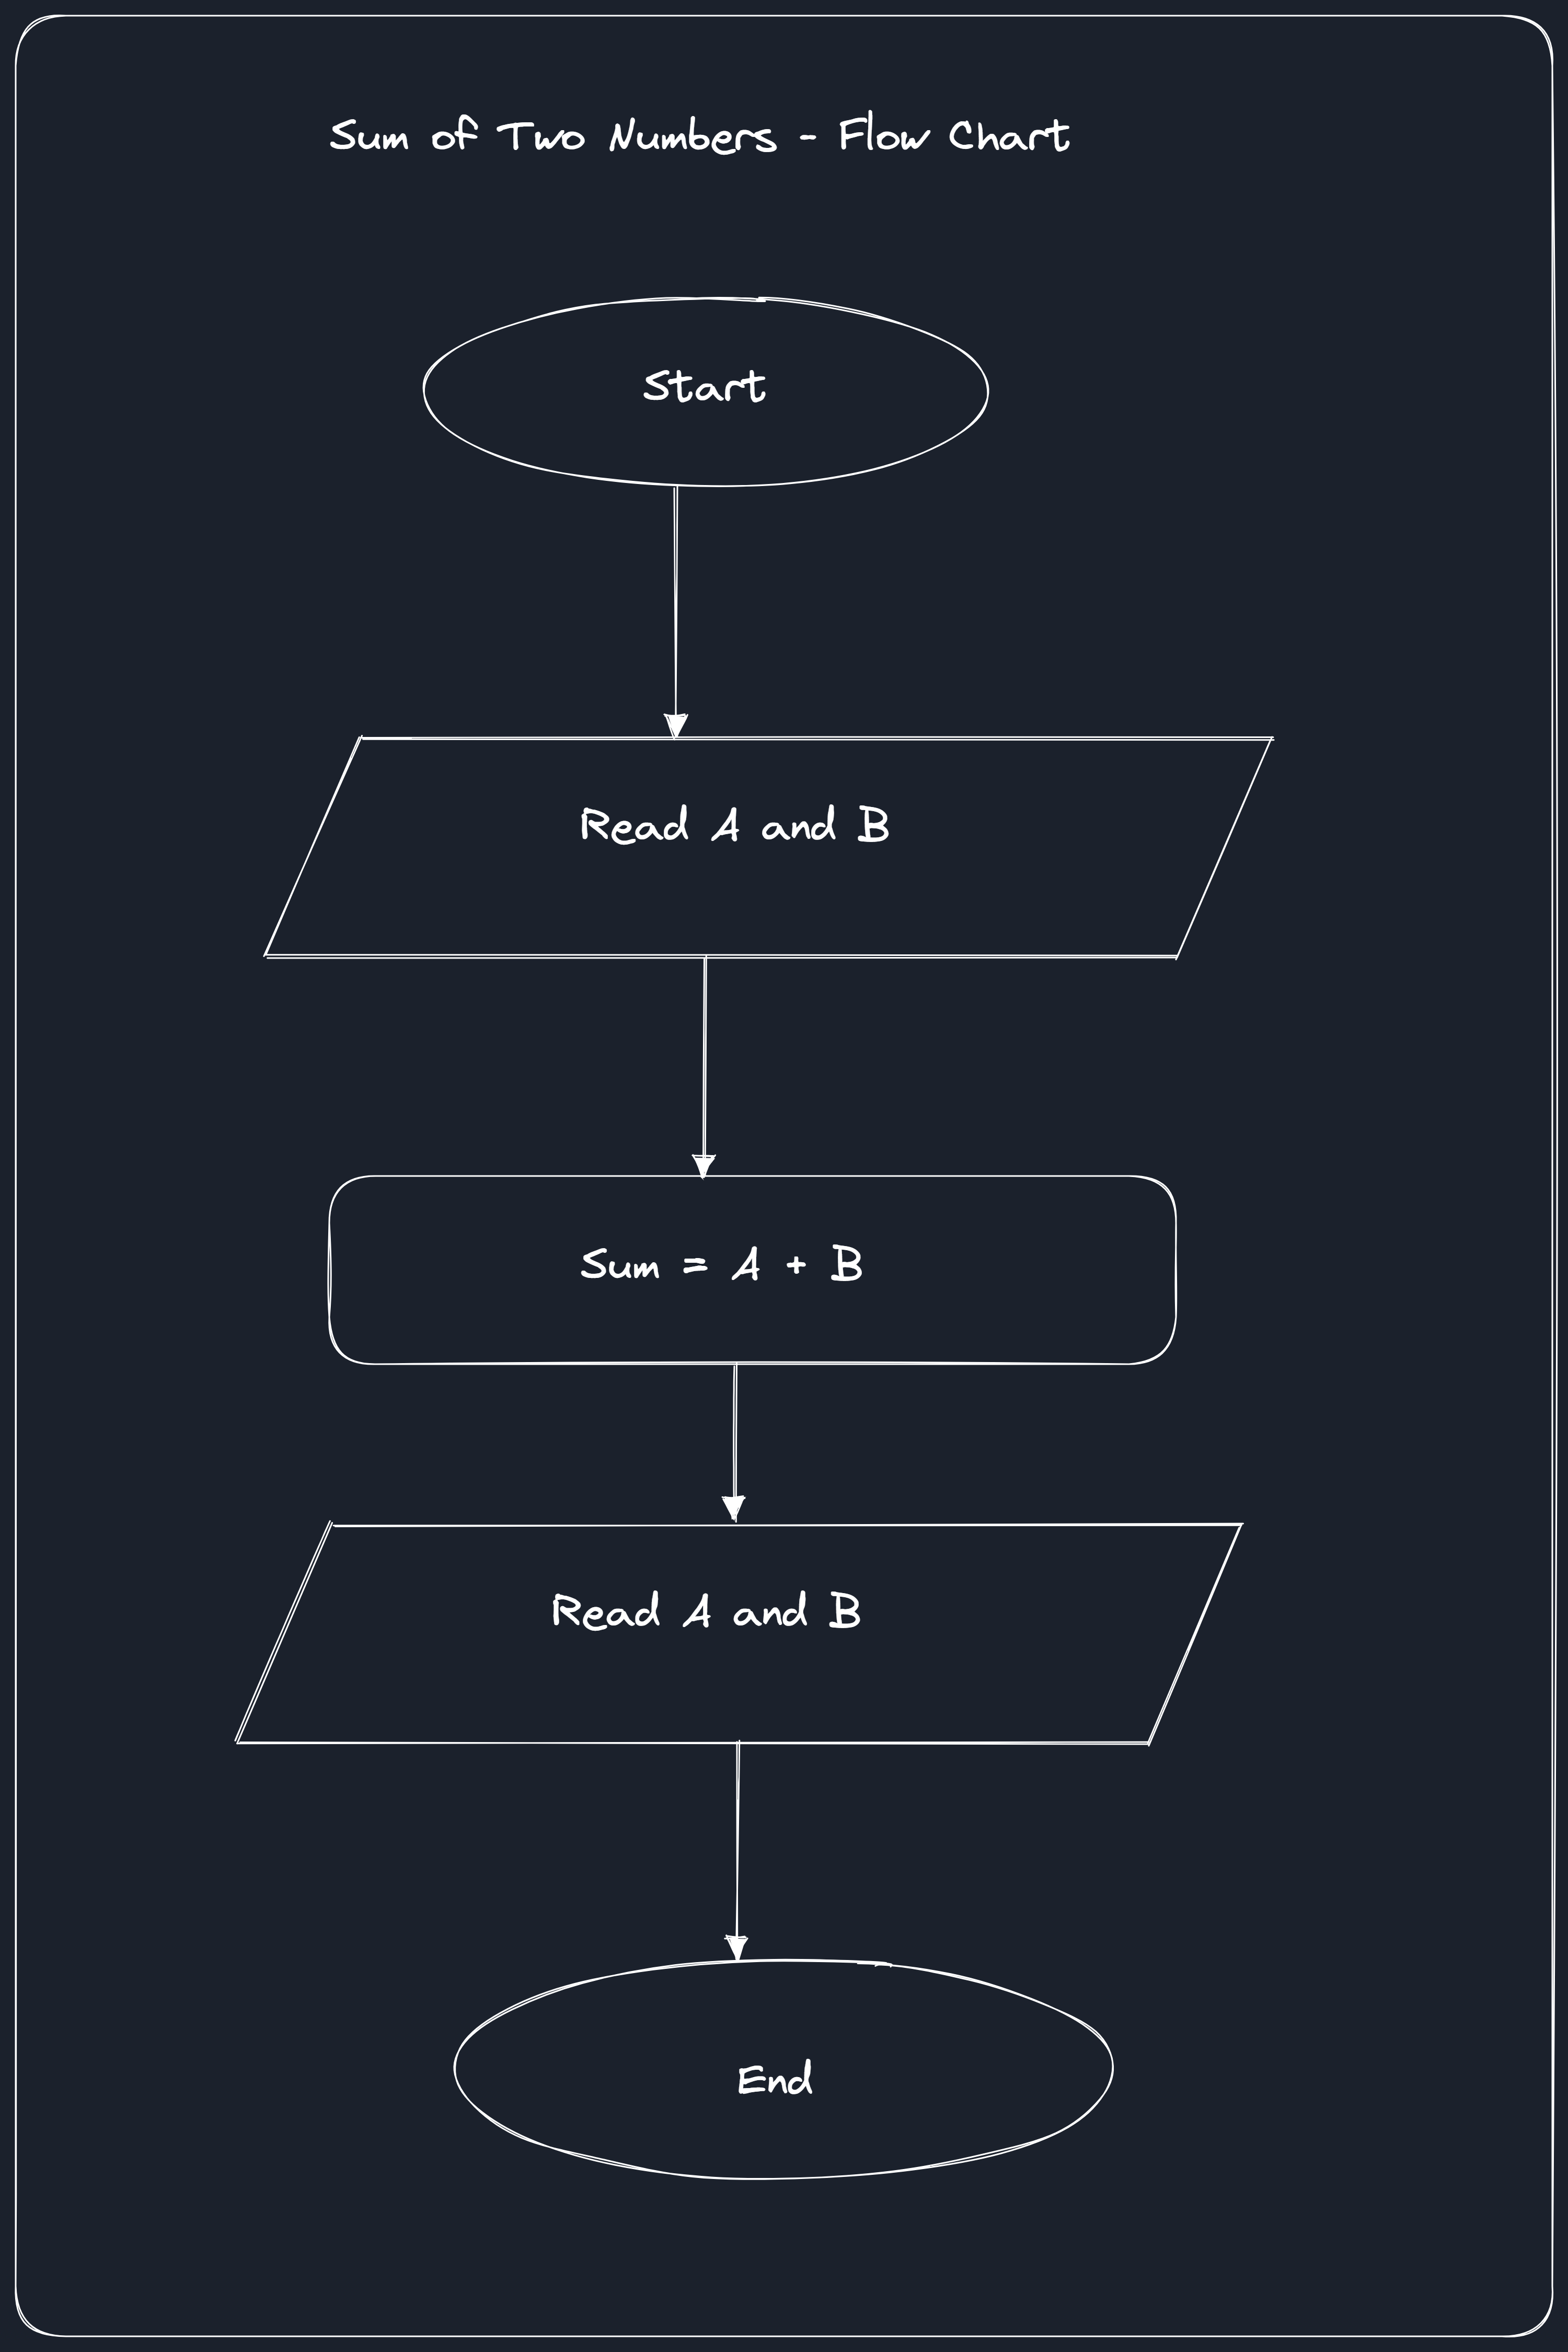 Sum of Two Numbers - Flow Chart
Start
Read A and B
Sum = A + B
Read A and B
End